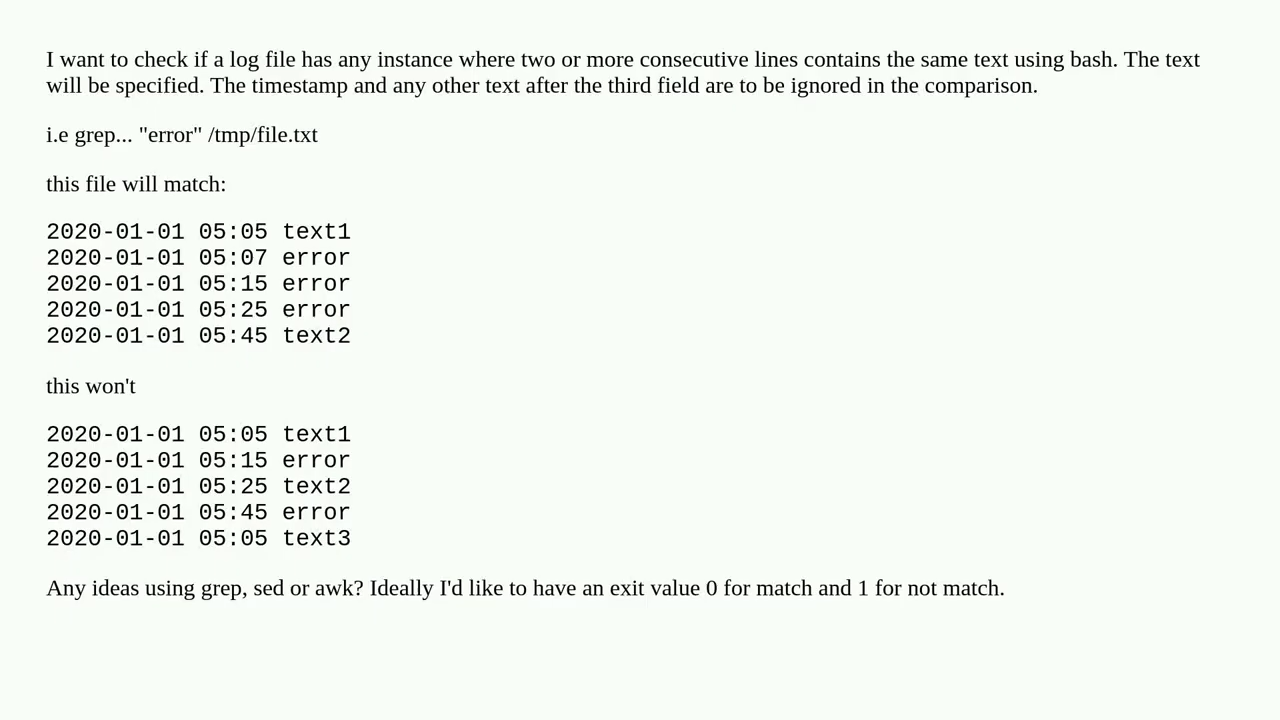 I want to check if a log file has any instance where two or more consecutive lines contains the same text using bash. The text
will be specified. The timestamp and any other text after the third field are to be ignored in the comparison.
i.e grep... "error" /tmp/file.txt
this file will match:
2020-01-01 05:05 text1
2020-01-01 05:07 error
2020-01-01 05:15 error
2020-01-01 05:25 error
2020-01-01 05:45 text2
this won't
2020-01-01 05:05 text1
2020-01-01 05:15 error
2020-01-01 05:25 text2
2020-01-01 05:45 error
2020-01-01 05:05 text3
Any ideas using grep, sed or awk? Ideally I'd like to have an exit value 0 for match and 1 for not match.